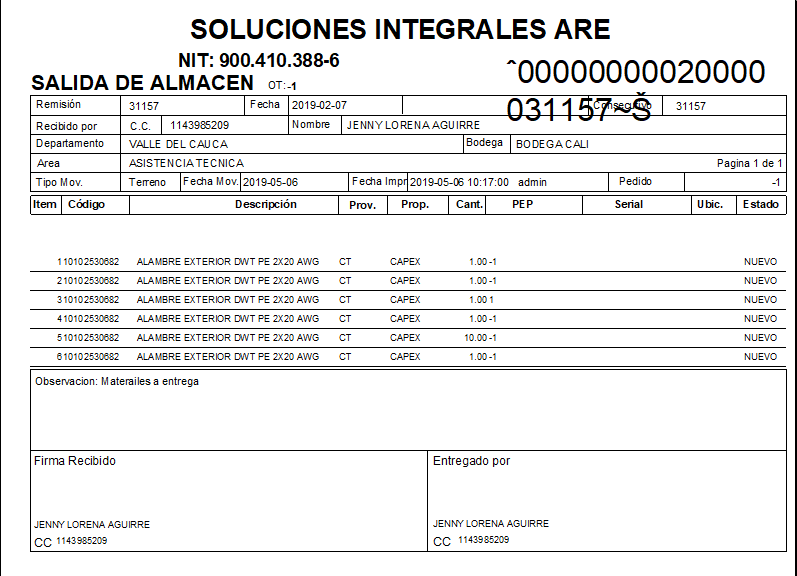 SOLUCIONES INTEGRALES ARE
NIT: 900.410.388-6
ˆ00000000020000
SALIDA DE ALMACEN OT:-1
031157~Š
Remisión 31157 Fecha 2019-02-07 Consecutivo 31157
Recibido por C.C. 1143985209 Nombre JENNY LORENA AGUIRRE
Departamento VALLE DEL CAUCA Bodega BODEGA CALI
Area ASISTENCIA TECNICA Pagina 1 de 1
Tipo Mov. Terreno Fecha Mov. 2019-05-06 Fecha Impr 2019-05-06 10:17:00 admin Pedido -1
Item Código Descripción Prov. Prop. Cant. PEP Serial Ubic. Estado
1 10102530682 ALAMBRE EXTERIOR DWT PE 2X20 AWG CT CAPEX 1.00 -1 NUEVO
2 10102530682 ALAMBRE EXTERIOR DWT PE 2X20 AWG CT CAPEX 1.00 -1 NUEVO
3 10102530682 ALAMBRE EXTERIOR DWT PE 2X20 AWG CT CAPEX 1.00 1 NUEVO
4 10102530682 ALAMBRE EXTERIOR DWT PE 2X20 AWG CT CAPEX 1.00 -1 NUEVO
5 10102530682 ALAMBRE EXTERIOR DWT PE 2X20 AWG CT CAPEX 10.00 -1 NUEVO
6 10102530682 ALAMBRE EXTERIOR DWT PE 2X20 AWG CT CAPEX 1.00 -1 NUEVO
Observacion: Materailes a entrega
Firma Recibido Entregado por
JENNY LORENA AGUIRRE JENNY LORENA AGUIRRE
CC 1143985209 CC 1143985209